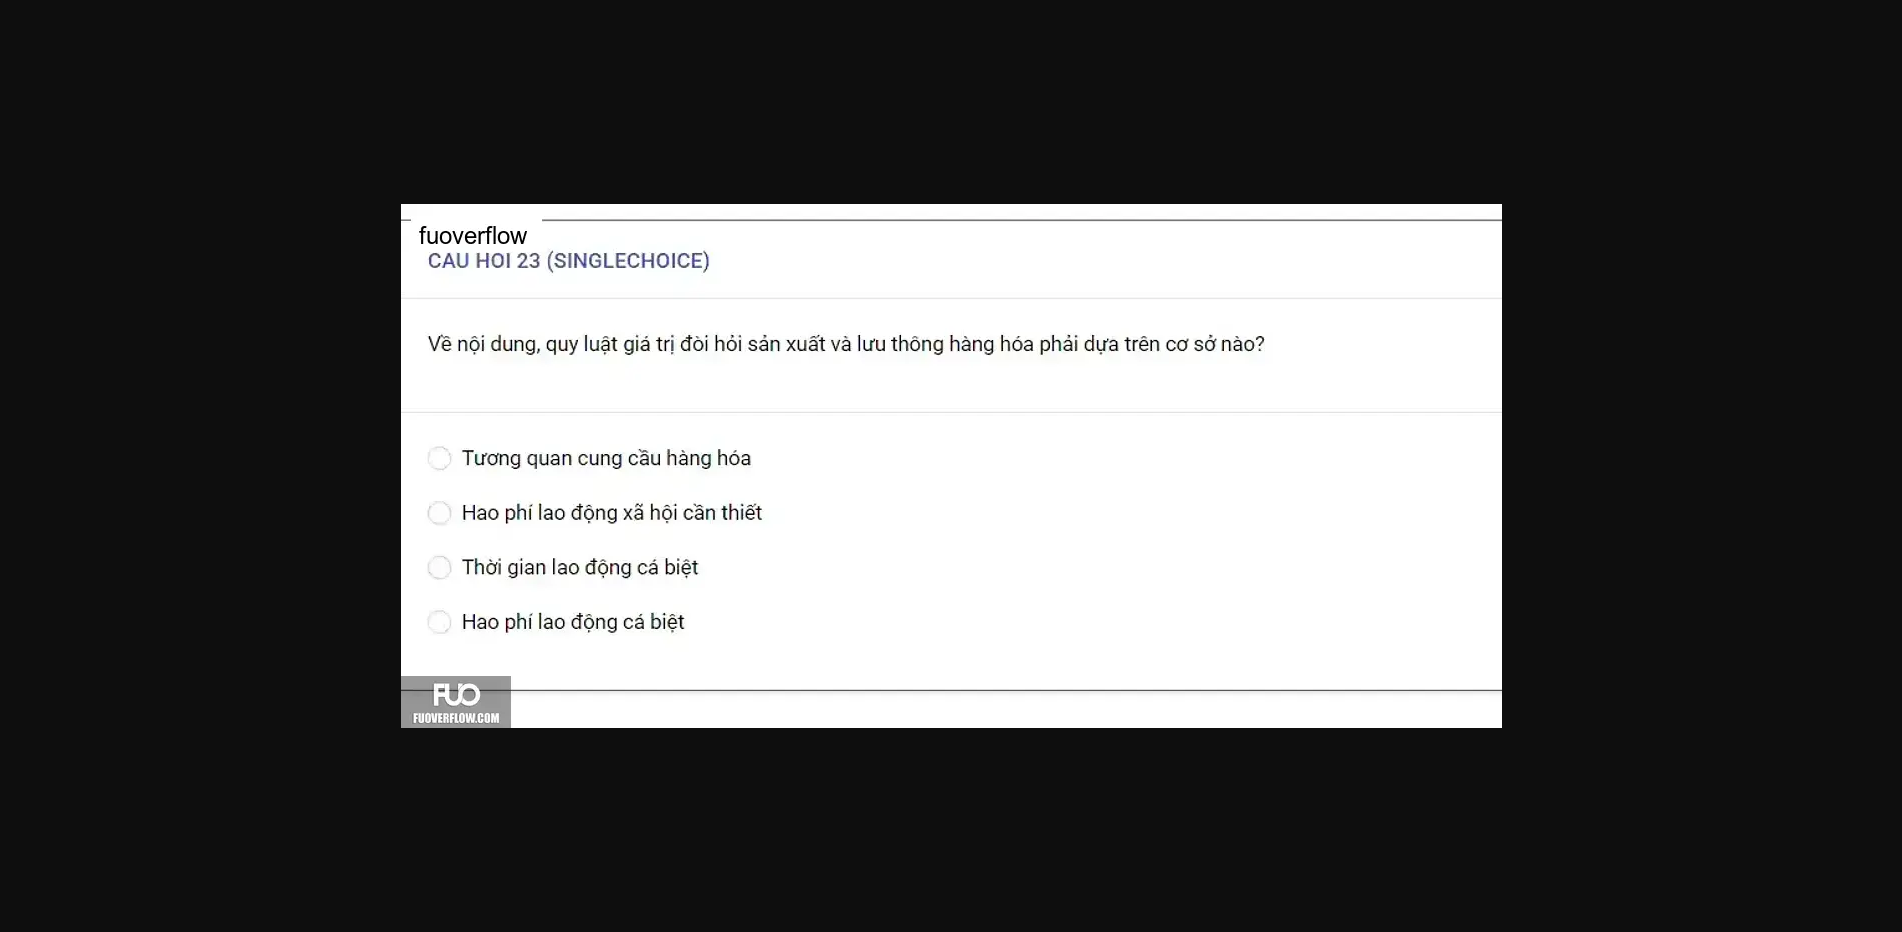 fuoverflow
CAU HOI 23 (SINGLECHOICE)
Về nội dung, quy luật giá trị đòi hỏi sản xuất và lưu thông hàng hóa phải dựa trên cơ sở nào?
Tương quan cung cầu hàng hóa
Hao phí lao động xã hội cần thiết
Thời gian lao động cá biệt
Hao phí lao động cá biệt
FUO
FUOVERFLOW.COM